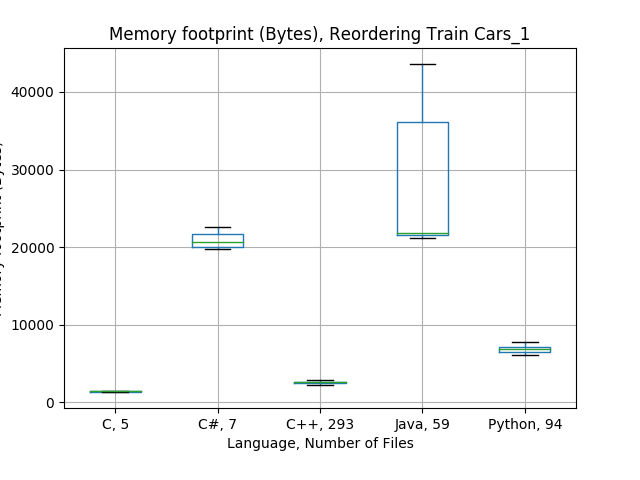 Memory footprint (Bytes), Reordering Train Cars_1
40000
30000
20000
10000
0
C, 5
C#, 7
C++, 293
Java, 59
Python, 94
Language, Number of Files